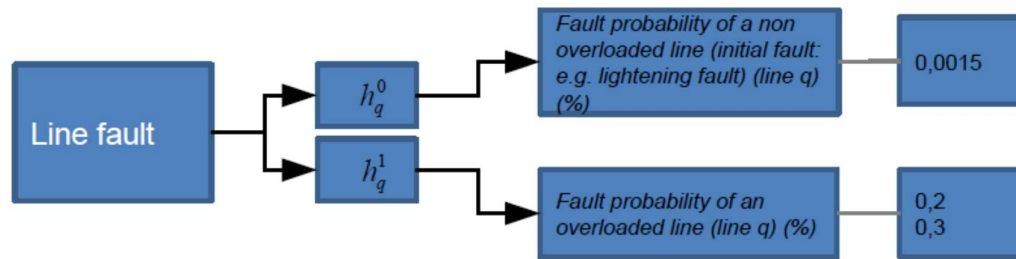 Line fault
h_q^0
Fault probability of a non
overloaded line (initial fault:
e.g. lightening fault) (line q)
(%)
0,0015
h_q^1
Fault probability of an
overloaded line (line q) (%)
0,2
0,3